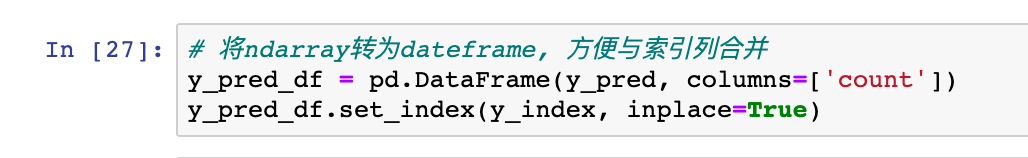 In [27]: # 将ndarray转为dateframe, 方便与索引列合并
y_pred_df = pd.DataFrame(y_pred, columns=['count'])
y_pred_df.set_index(y_index, inplace=True)